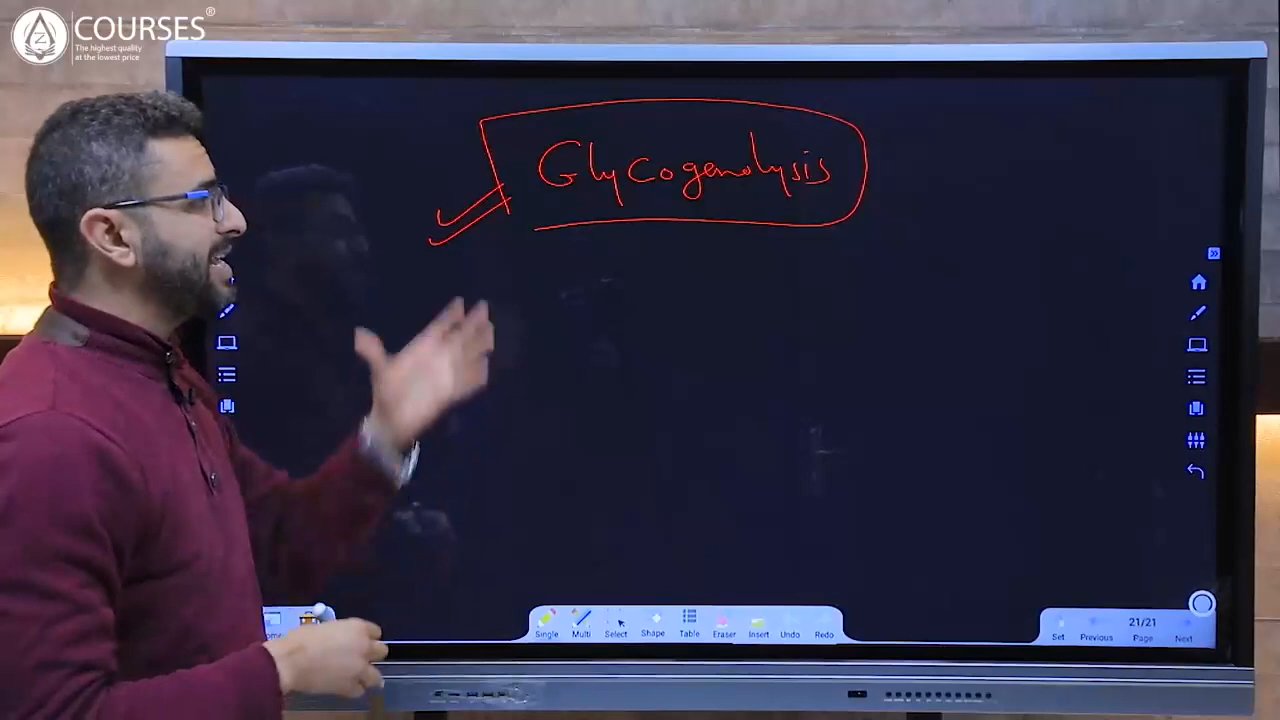 Z COURSES®
The highest quality
at the lowest price
Glycogenolysis
Single Multi Select Shape Table Eraser Insert Undo Redo
Set Previous 21/21 Page Next